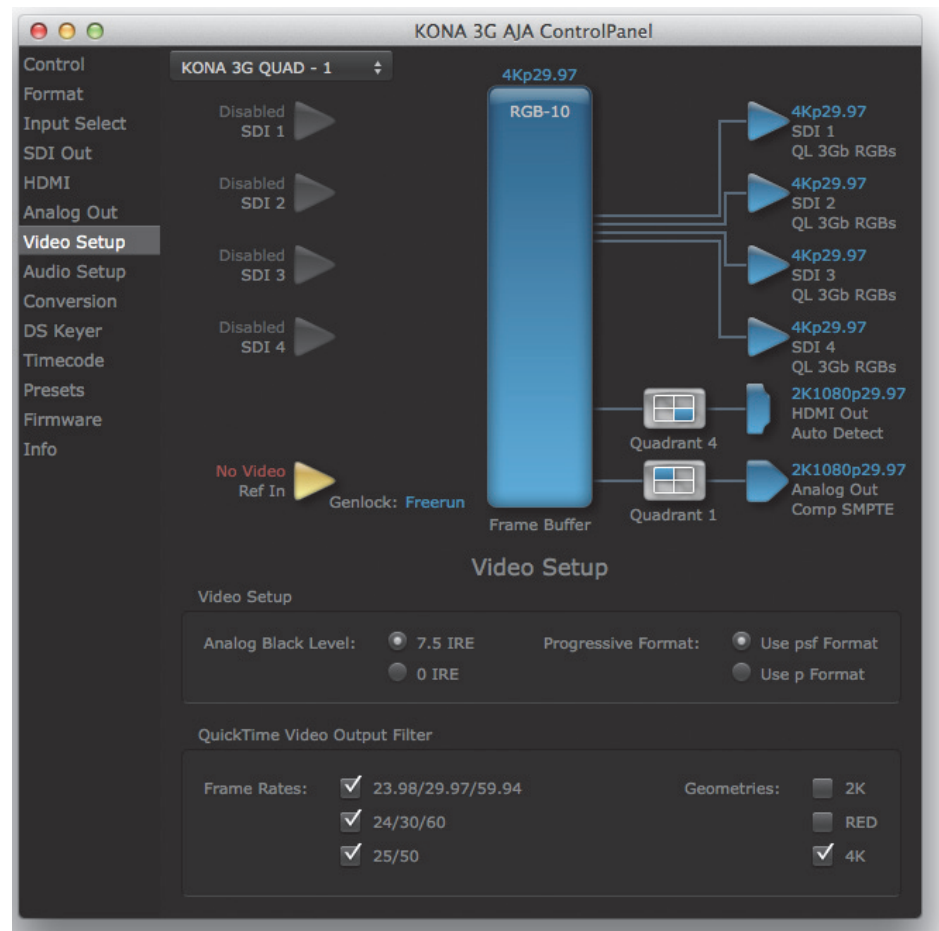 KONA 3G AJA ControlPanel
Control
Format
Input Select
SDI Out
HDMI
Analog Out
Video Setup
Audio Setup
Conversion
DS Keyer
Timecode
Presets
Firmware
Info
KONA 3G QUAD - 1
Disabled
SDI 1
Disabled
SDI 2
Disabled
SDI 3
Disabled
SDI 4
No Video
Ref In
Genlock: Freerun
4Kp29.97
RGB-10
Frame Buffer
4Kp29.97
SDI 1
QL 3Gb RGBs
4Kp29.97
SDI 2
QL 3Gb RGBs
4Kp29.97
SDI 3
QL 3Gb RGBs
4Kp29.97
SDI 4
QL 3Gb RGBs
Quadrant 4
2K1080p29.97
HDMI Out
Auto Detect
Quadrant 1
2K1080p29.97
Analog Out
Comp SMPTE
Video Setup
Video Setup
Analog Black Level:
7.5 IRE
0 IRE
Progressive Format:
Use psf Format
Use p Format
QuickTime Video Output Filter
Frame Rates:
23.98/29.97/59.94
24/30/60
25/50
Geometries:
2K
RED
4K